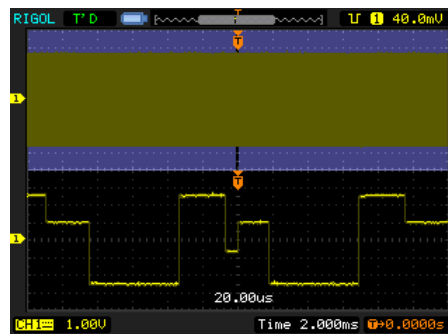 RIGOL T'D T 1 40.0mV
T
1
T
1
20.00us
CH1 1.00V Time 2.000ms T→0.0000s